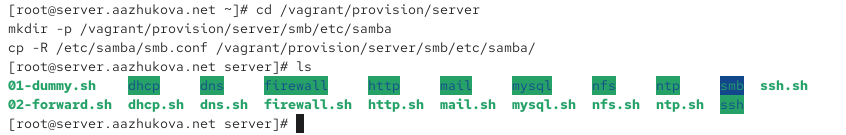 [root@server.aazhukova.net ~]# cd /vagrant/provision/server
mkdir -p /vagrant/provision/server/smb/etc/samba
cp -R /etc/samba/smb.conf /vagrant/provision/server/smb/etc/samba/
[root@server.aazhukova.net server]# ls
01-dummy.sh dhcp dns firewall http mail mysql nfs ntp smb ssh.sh
02-forward.sh dhcp.sh dns.sh firewall.sh http.sh mail.sh mysql.sh nfs.sh ntp.sh ssh
[root@server.aazhukova.net server]#